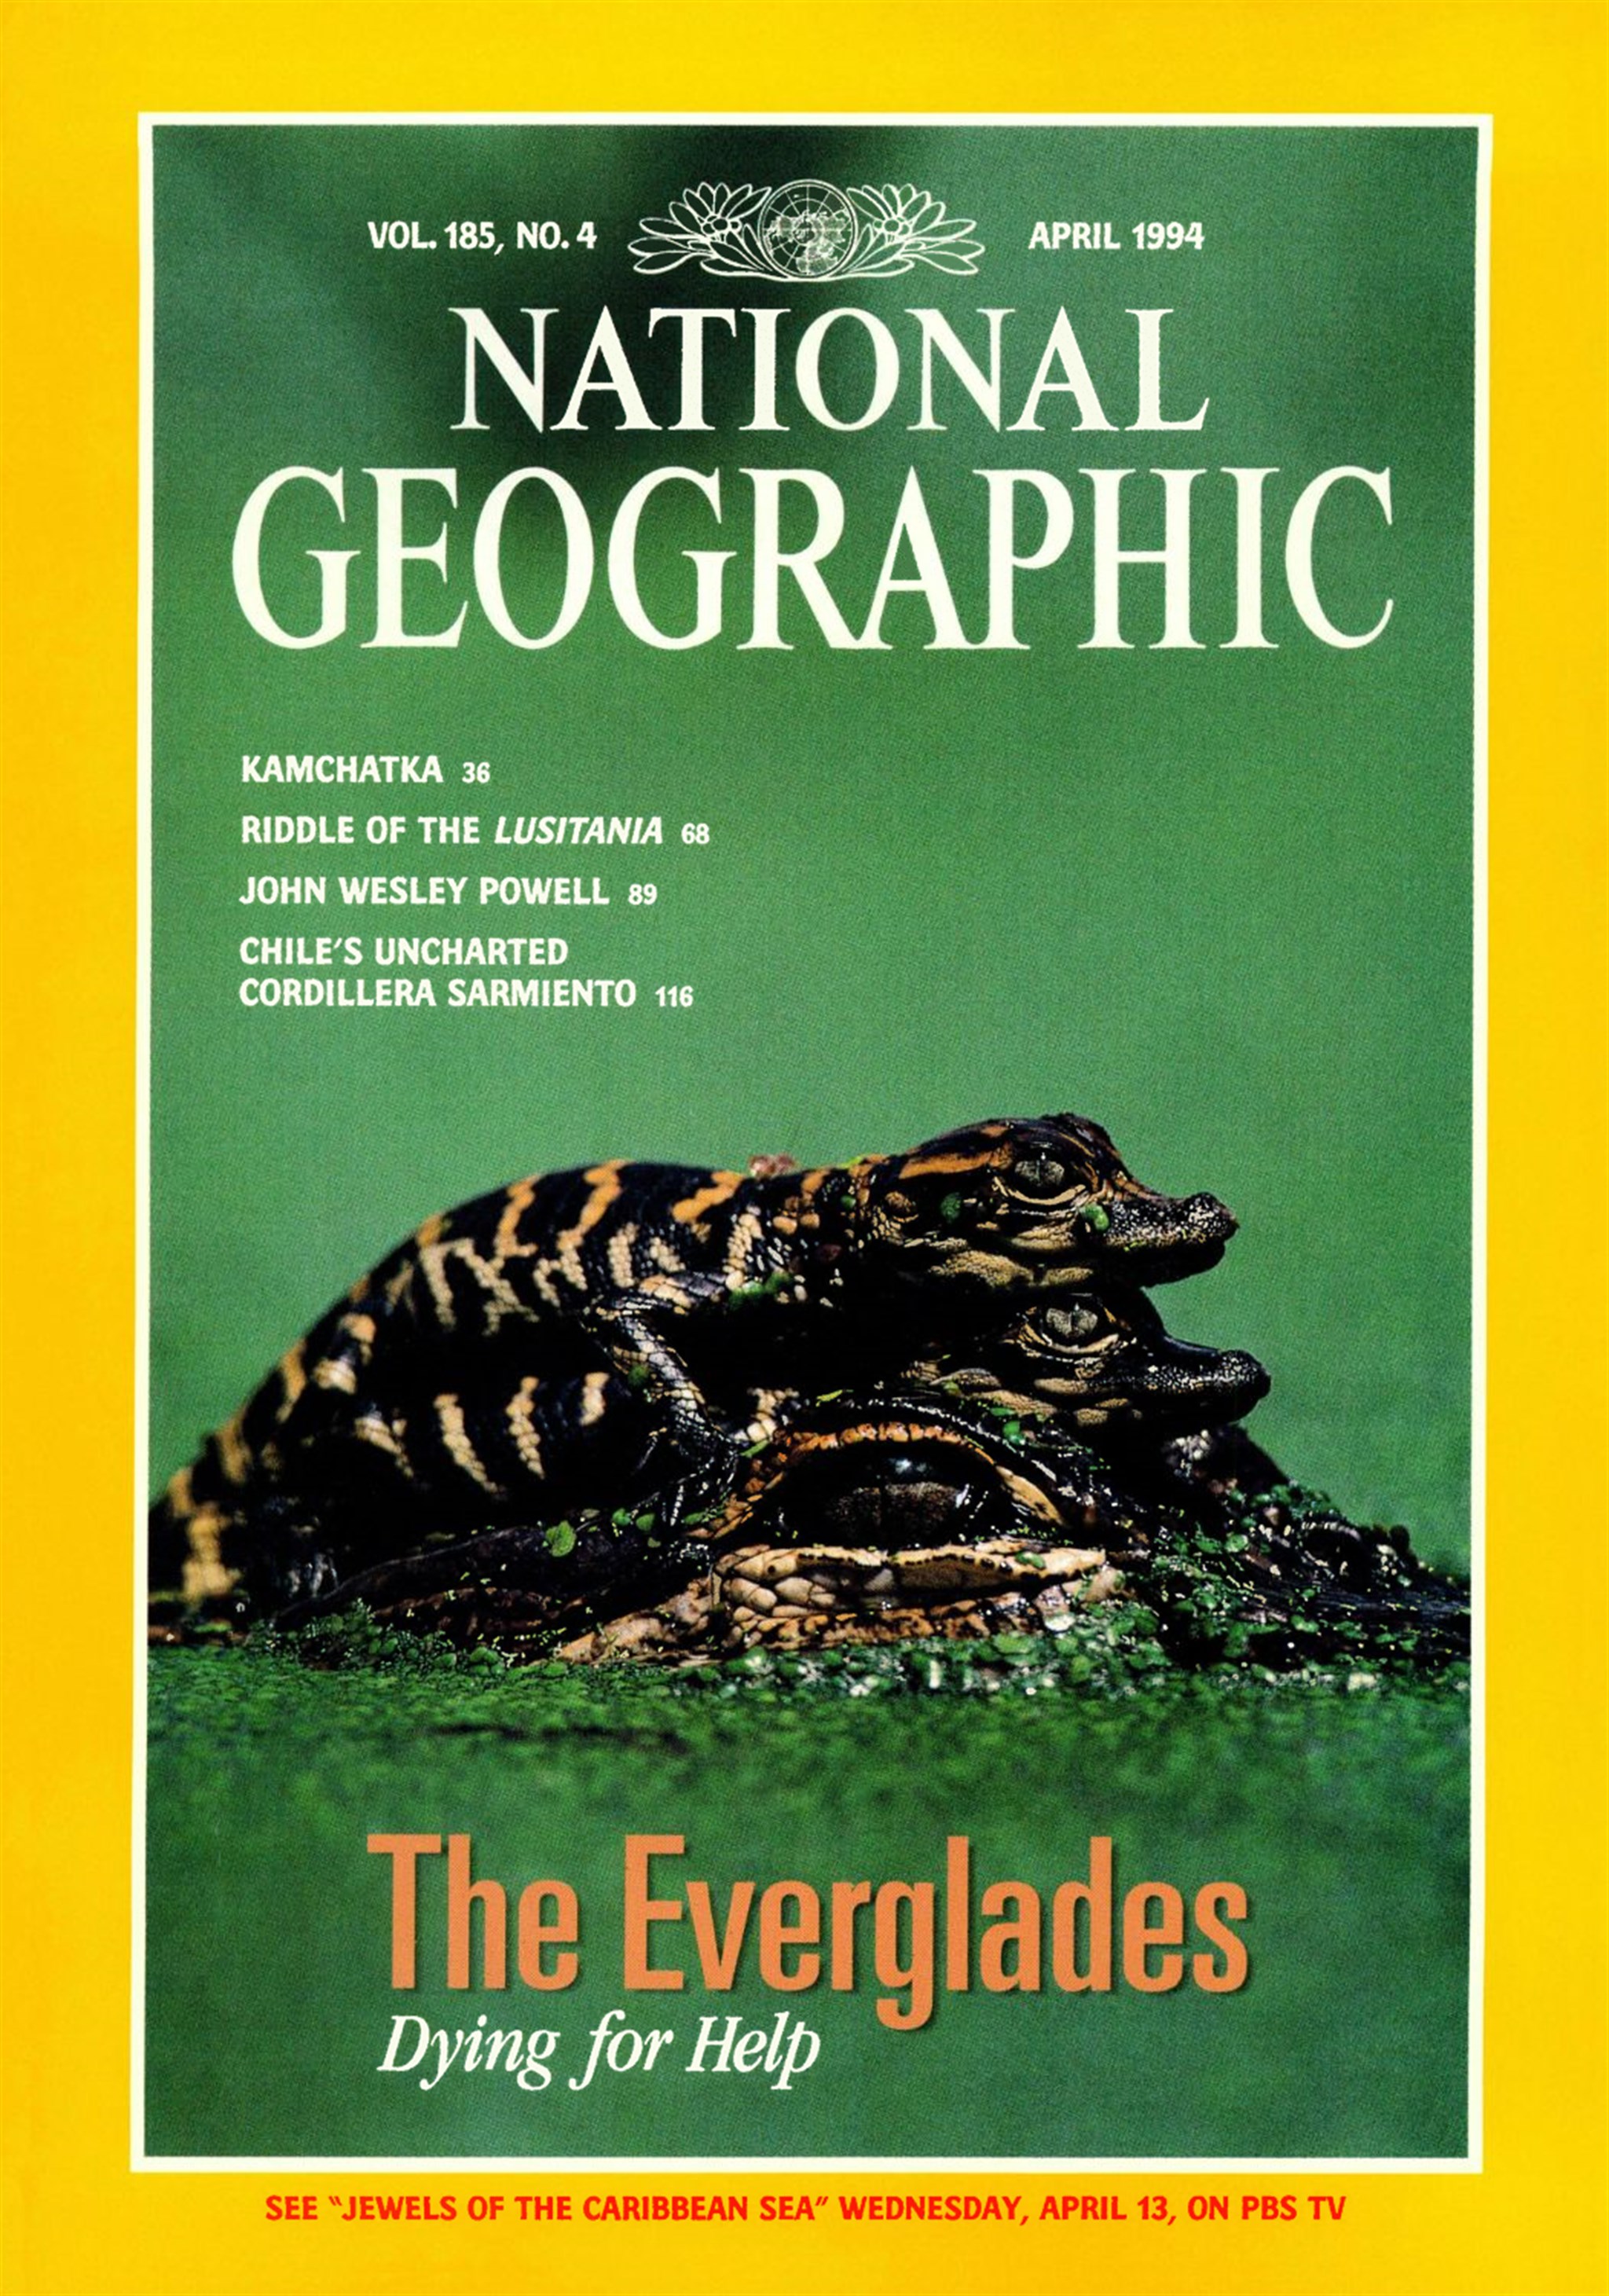 VOL. 185, NO. 4
APRIL 1994
NATIONAL
GEOGRAPHIC
KAMCHATKA 36
RIDDLE OF THE LUSITANIA 68
JOHN WESLEY POWELL 89
CHILE'S UNCHARTED
CORDILLERA SARMIENTO 116
The Everglades
Dying for Help
SEE "JEWELS OF THE CARIBBEAN SEA" WEDNESDAY, APRIL 13, ON PBS TV